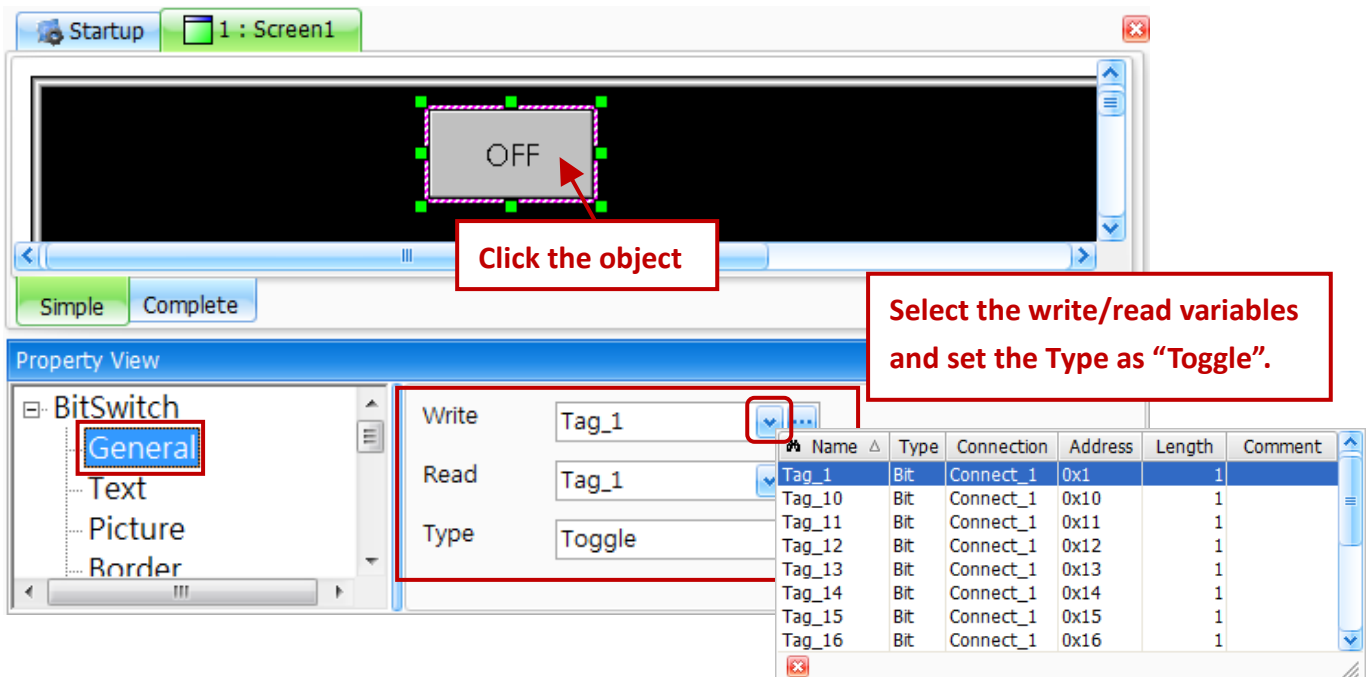 Startup
1 : Screen1
OFF
Click the object
Simple
Complete
Select the write/read variables
and set the Type as “Toggle”.
Property View
BitSwitch
General
Text
Picture
Border
Write Tag_1
Read Tag_1
Type Toggle
Name Type Connection Address Length Comment
Tag_1 Bit Connect_1 0x1 1
Tag_10 Bit Connect_1 0x10 1
Tag_11 Bit Connect_1 0x11 1
Tag_12 Bit Connect_1 0x12 1
Tag_13 Bit Connect_1 0x13 1
Tag_14 Bit Connect_1 0x14 1
Tag_15 Bit Connect_1 0x15 1
Tag_16 Bit Connect_1 0x16 1